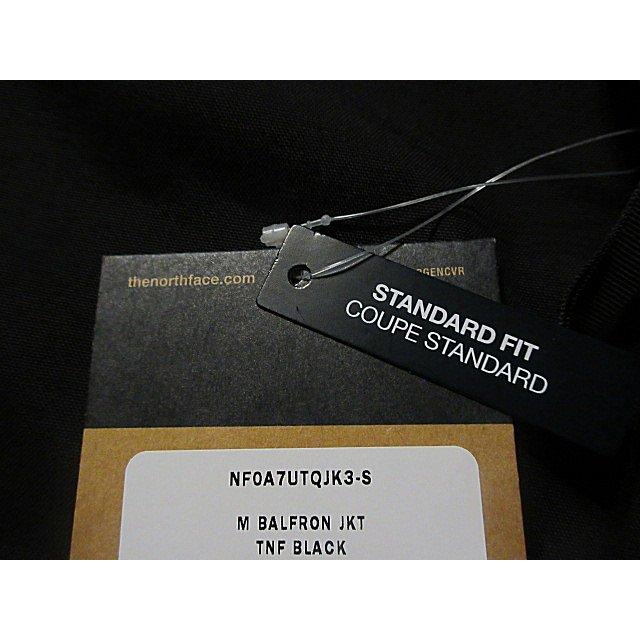 thenorthface.com
STANDARD FIT
COUPE STANDARD
NF0A7UTQJK3-S
M BALFRON JKT
TNF BLACK